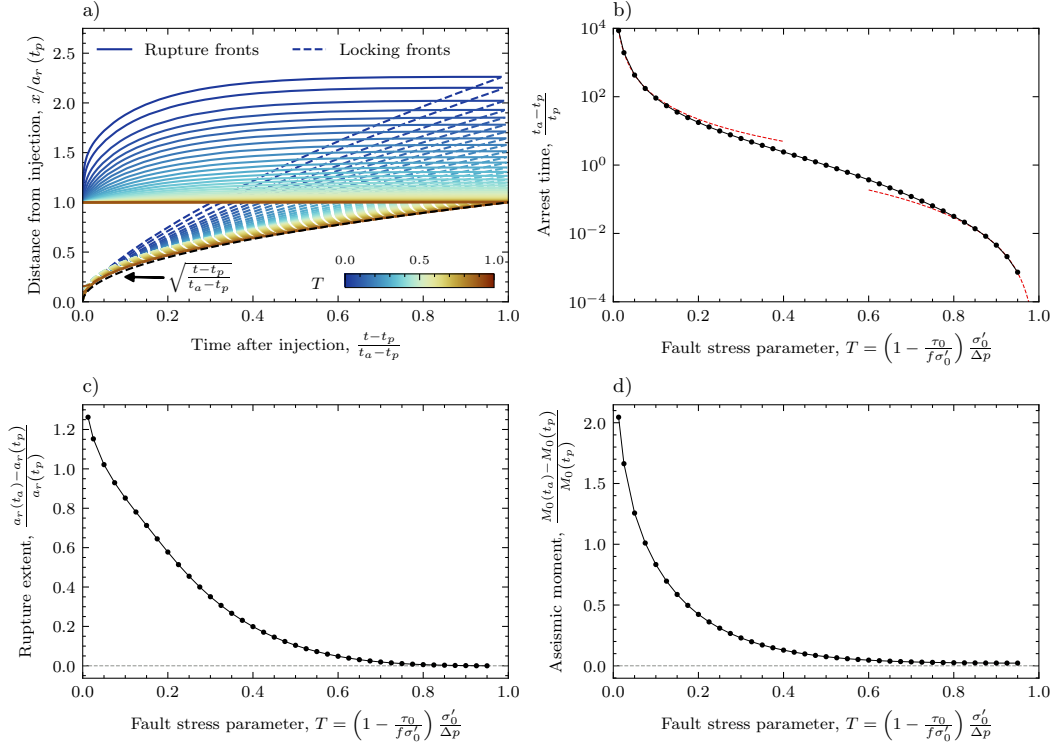 a)
Rupture fronts
Locking fronts
Distance from injection, x/a_r (t_p)
2.5
2.0
1.5
1.0
0.5
0.0
√((t−t_p)/(t_a−t_p))
T
0.0 0.5 1.0
0.0 0.2 0.4 0.6 0.8 1.0
Time after injection, (t−t_p)/(t_a−t_p)
b)
Arrest time, (t_a−t_p)/t_p
10^4
10^2
10^0
10^−2
10^−4
0.0 0.2 0.4 0.6 0.8 1.0
Fault stress parameter, T = (1 − τ_0/(fσ′_0)) σ′_0/Δp
c)
Rupture extent, (a_r(t_a)−a_r(t_p))/a_r(t_p)
1.2
1.0
0.8
0.6
0.4
0.2
0.0
0.0 0.2 0.4 0.6 0.8 1.0
Fault stress parameter, T = (1 − τ_0/(fσ′_0)) σ′_0/Δp
d)
Aseismic moment, (M_0(t_a)−M_0(t_p))/M_0(t_p)
2.0
1.5
1.0
0.5
0.0
0.0 0.2 0.4 0.6 0.8 1.0
Fault stress parameter, T = (1 − τ_0/(fσ′_0)) σ′_0/Δp